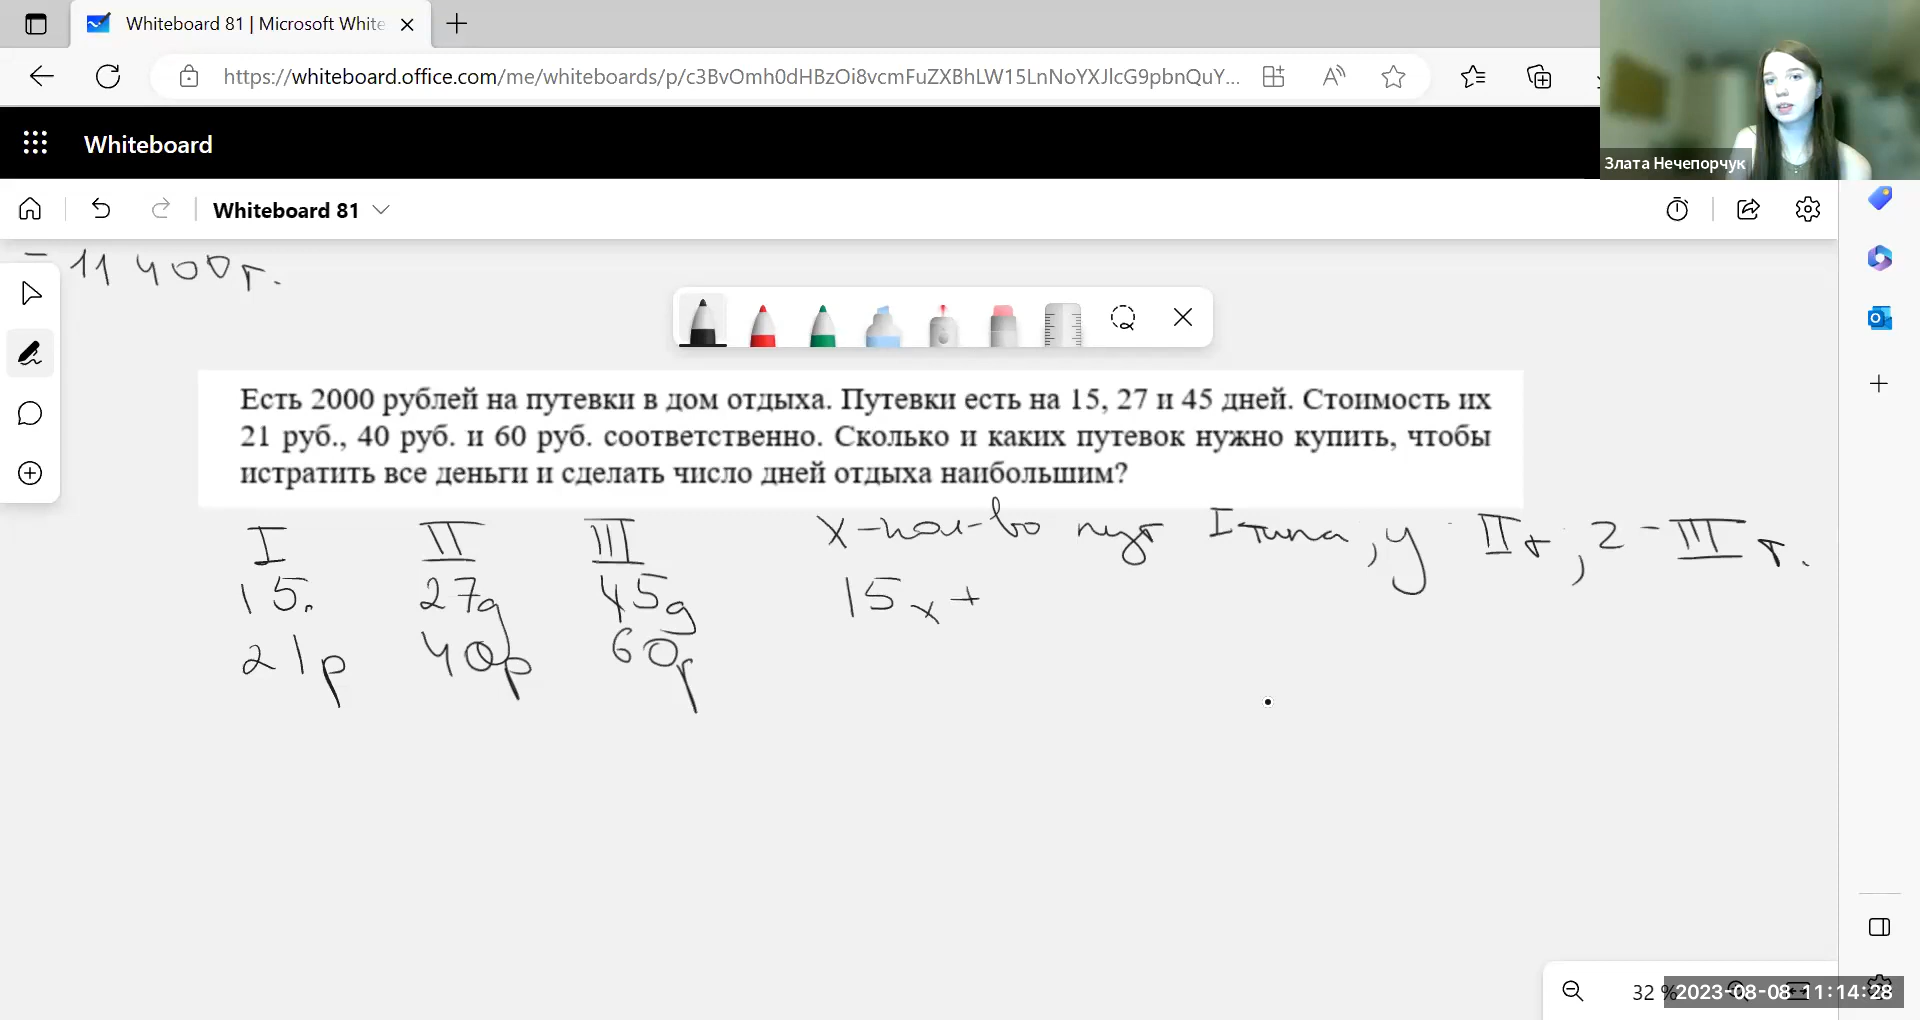 Whiteboard 81 | Microsoft White
https://whiteboard.office.com/me/whiteboards/p/c3BvOmh0dHBzOi8vcmFuZXBhLW15LnNoYXJlcG9pbnQuY...
Злата Нечепорчук
Whiteboard
Whiteboard 81
= 11 400 т.
Есть 2000 рублей на путевки в дом отдыха. Путевки есть на 15, 27 и 45 дней. Стоимость их
21 руб., 40 руб. и 60 руб. соответственно. Сколько и каких путевок нужно купить, чтобы
истратить все деньги и сделать число дней отдыха наибольшим?
x - кол-во пут I типа, y - II т, z - III т.
I II III
15. 27д 45д 15x +
21р 40р 60р
32 %
2023-08-08 11:14:28